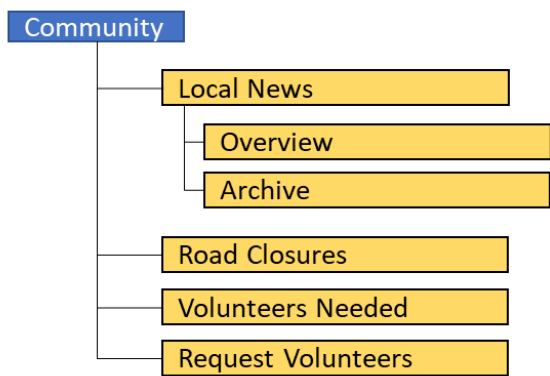 Community
Local News
Overview
Archive
Road Closures
Volunteers Needed
Request Volunteers